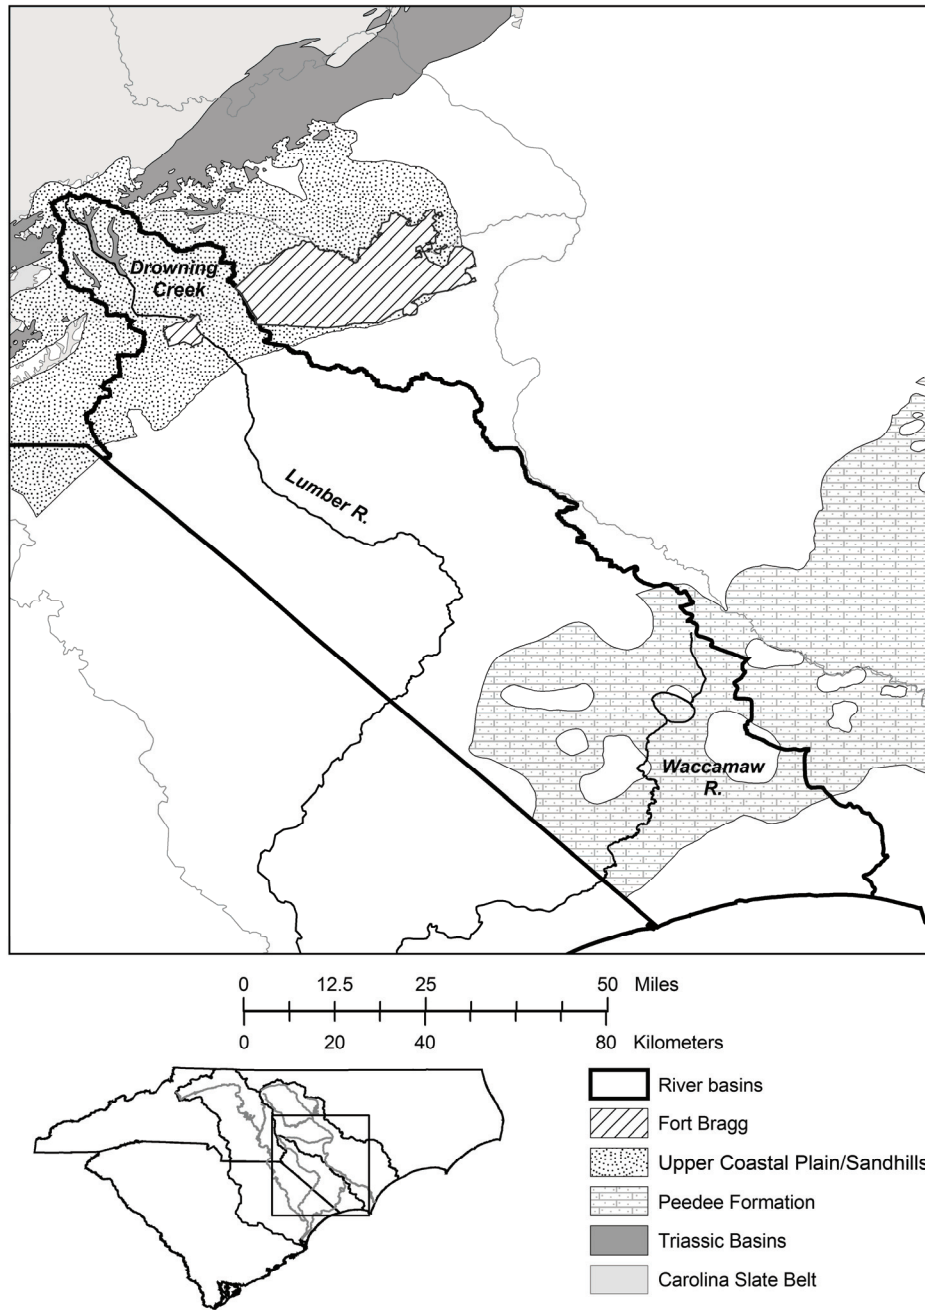 Drowning
Creek
Lumber R.
Waccamaw
R.
0 12.5 25 50 Miles
0 20 40 80 Kilometers
River basins
Fort Bragg
Upper Coastal Plain/Sandhills
Peedee Formation
Triassic Basins
Carolina Slate Belt